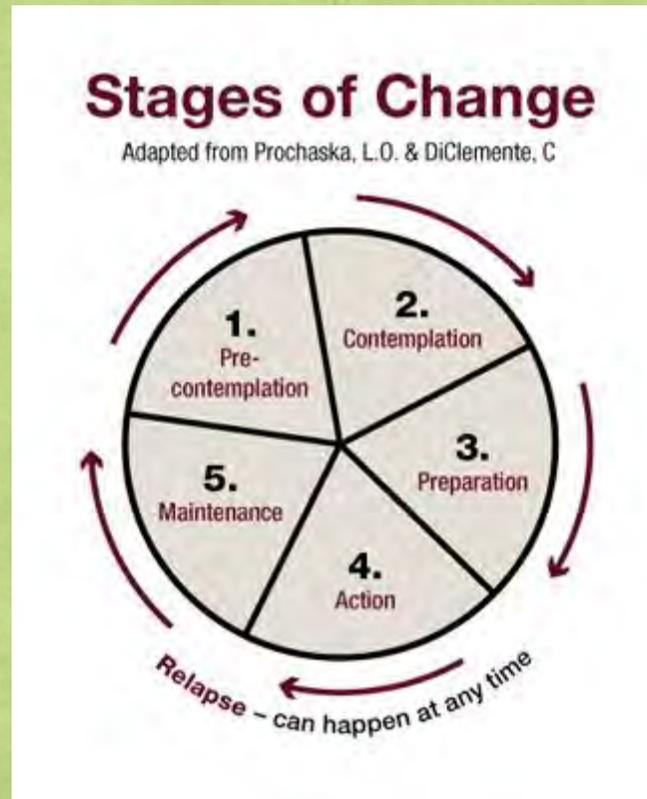 Stages of Change
Adapted from Prochaska, L.O. & DiClemente, C
1.
Pre-
contemplation
2.
Contemplation
3.
Preparation
4.
Action
5.
Maintenance
Relapse – can happen at any time